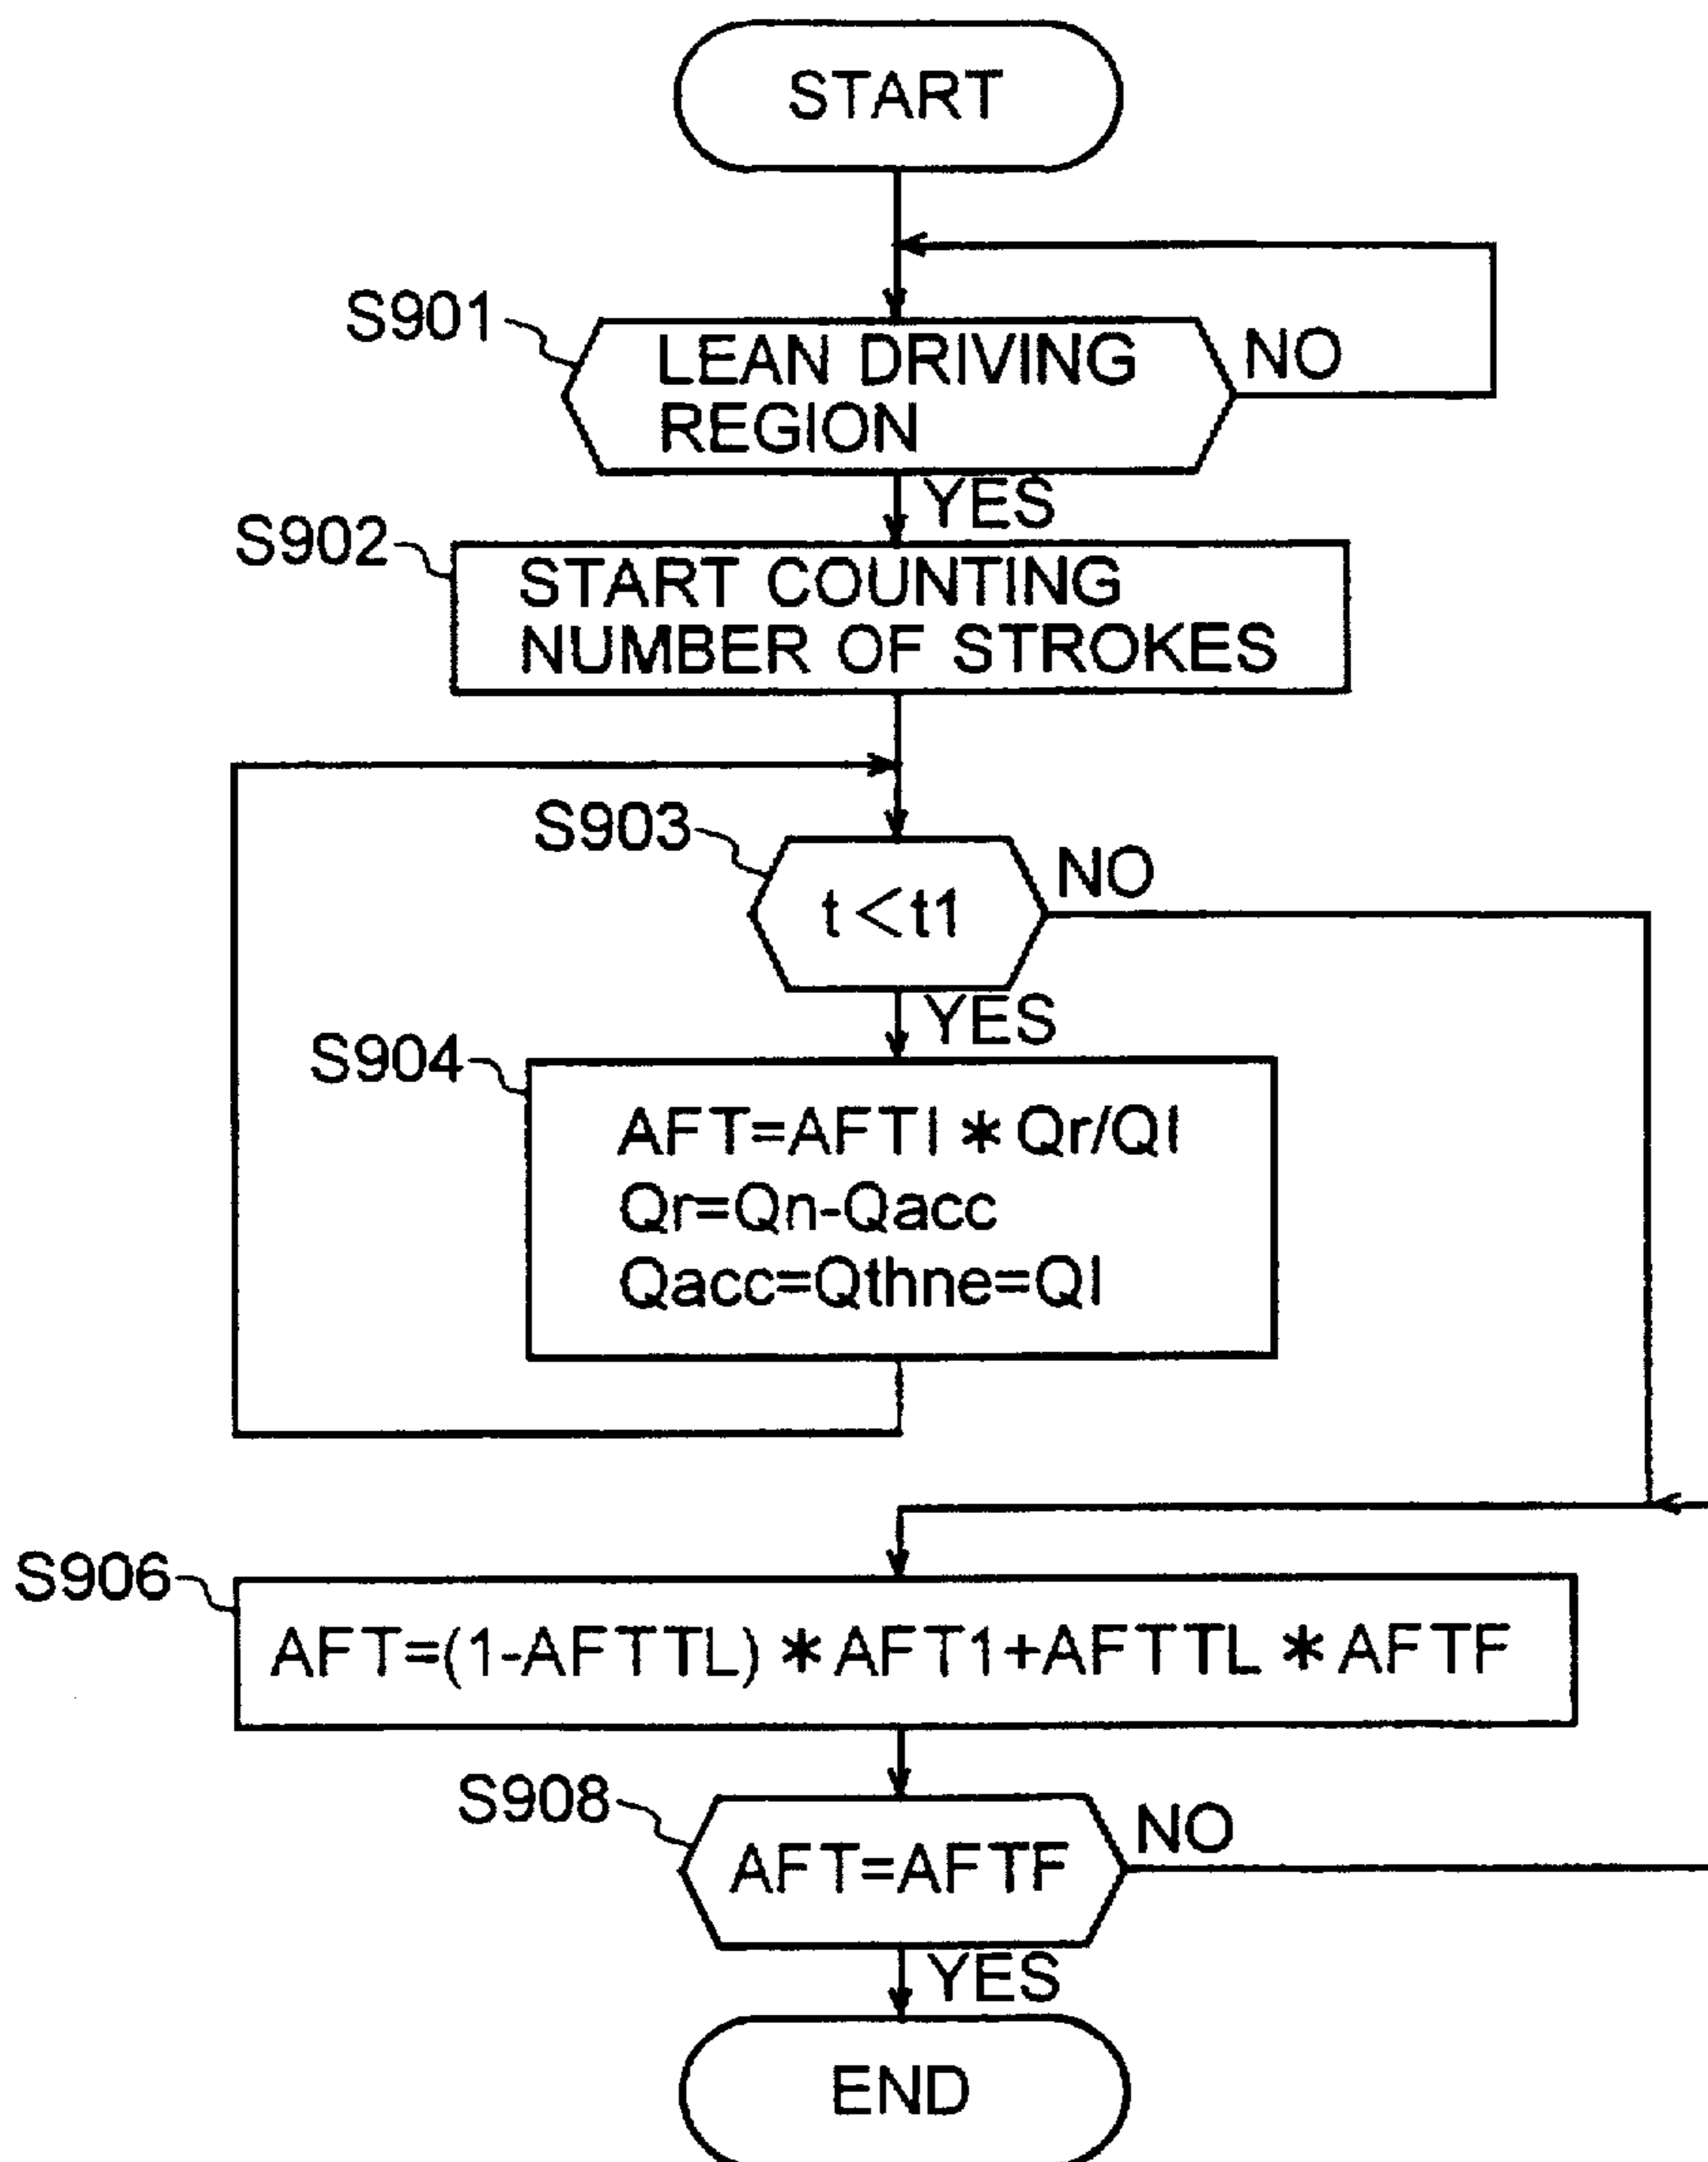 START
S901
LEAN DRIVING
REGION
NO
YES
S902
START COUNTING
NUMBER OF STROKES
S903
t<t1
NO
YES
S904
AFT=AFTI*Qr/QI
Qr=Qn-Qacc
Qacc=Qthne=QI
S906
AFT=(1-AFTTL)*AFT1+AFTTL*AFTF
S908
AFT=AFTF
NO
YES
END